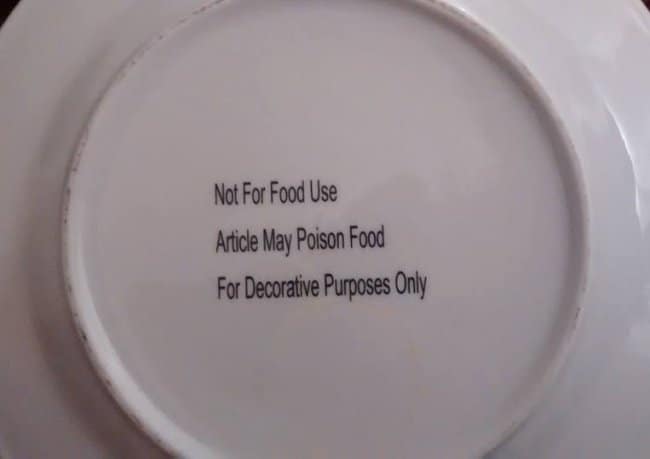 Not For Food Use
Article May Poison Food
For Decorative Purposes Only